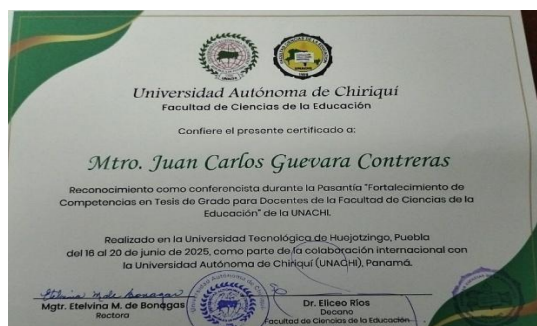 Universidad Autónoma de Chiriquí
Facultad de Ciencias de la Educación
Confiere el presente certificado a:
Mtro. Juan Carlos Guevara Contreras
Reconocimiento como conferencista durante la Pasantía "Fortalecimiento de
Competencias en Tesis de Grado para Docentes de la Facultad de Ciencias de la
Educación" de la UNACHI.
Realizado en la Universidad Tecnológica de Huejotzingo, Puebla
del 16 al 20 de junio de 2025, como parte de la colaboración internacional con
la Universidad Autónoma de Chiriquí (UNACHI), Panamá.
Etelvina M de Bonagas
Mgtr. Etelvina M. de Bonagas
Rectora
Dr. Eliceo Ríos
Decano
Facultad de Ciencias de la Educación